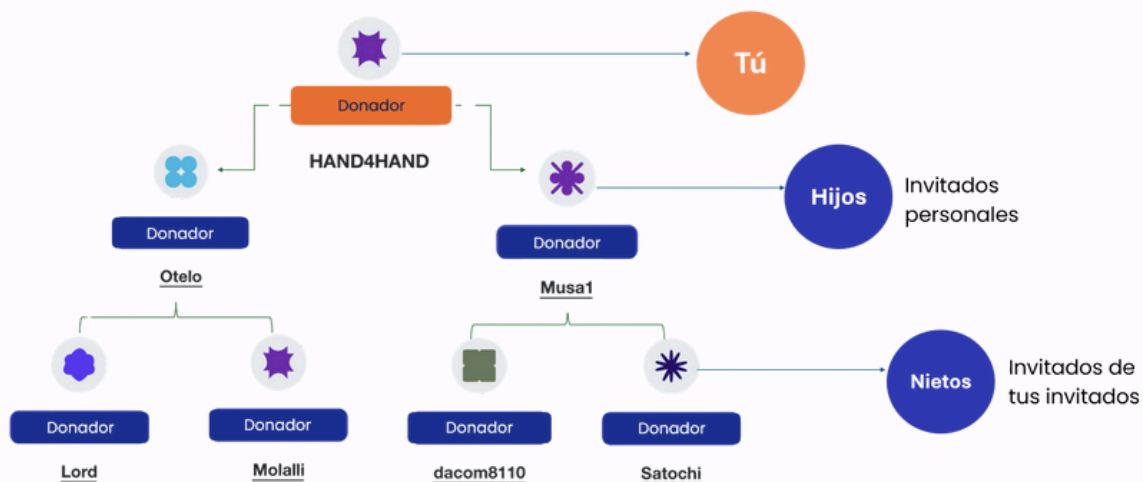 Tú
Donador
HAND4HAND
Hijos
Invitados
personales
Donador
Otelo
Donador
Musa1
Nietos
Invitados de
tus invitados
Donador
Lord
Donador
Molalli
Donador
dacom8110
Donador
Satochi